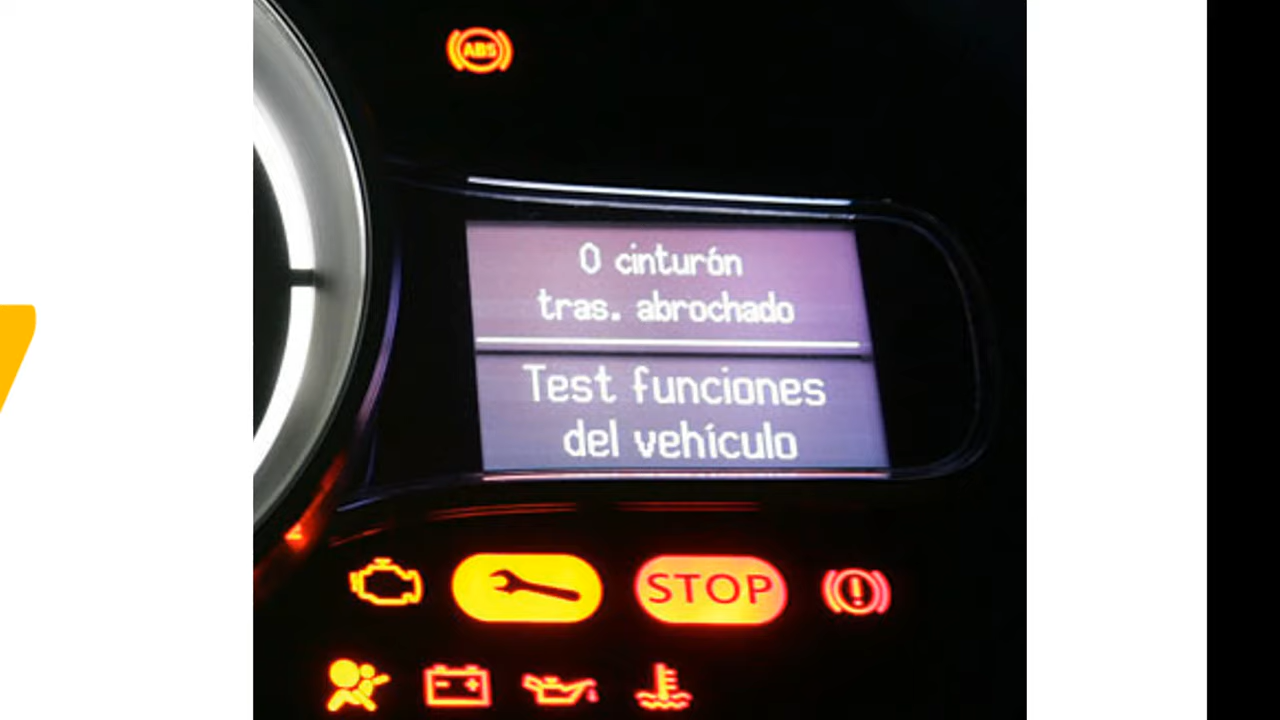 ABS
0 cinturón
tras. abrochado
Test funciones
del vehículo
STOP